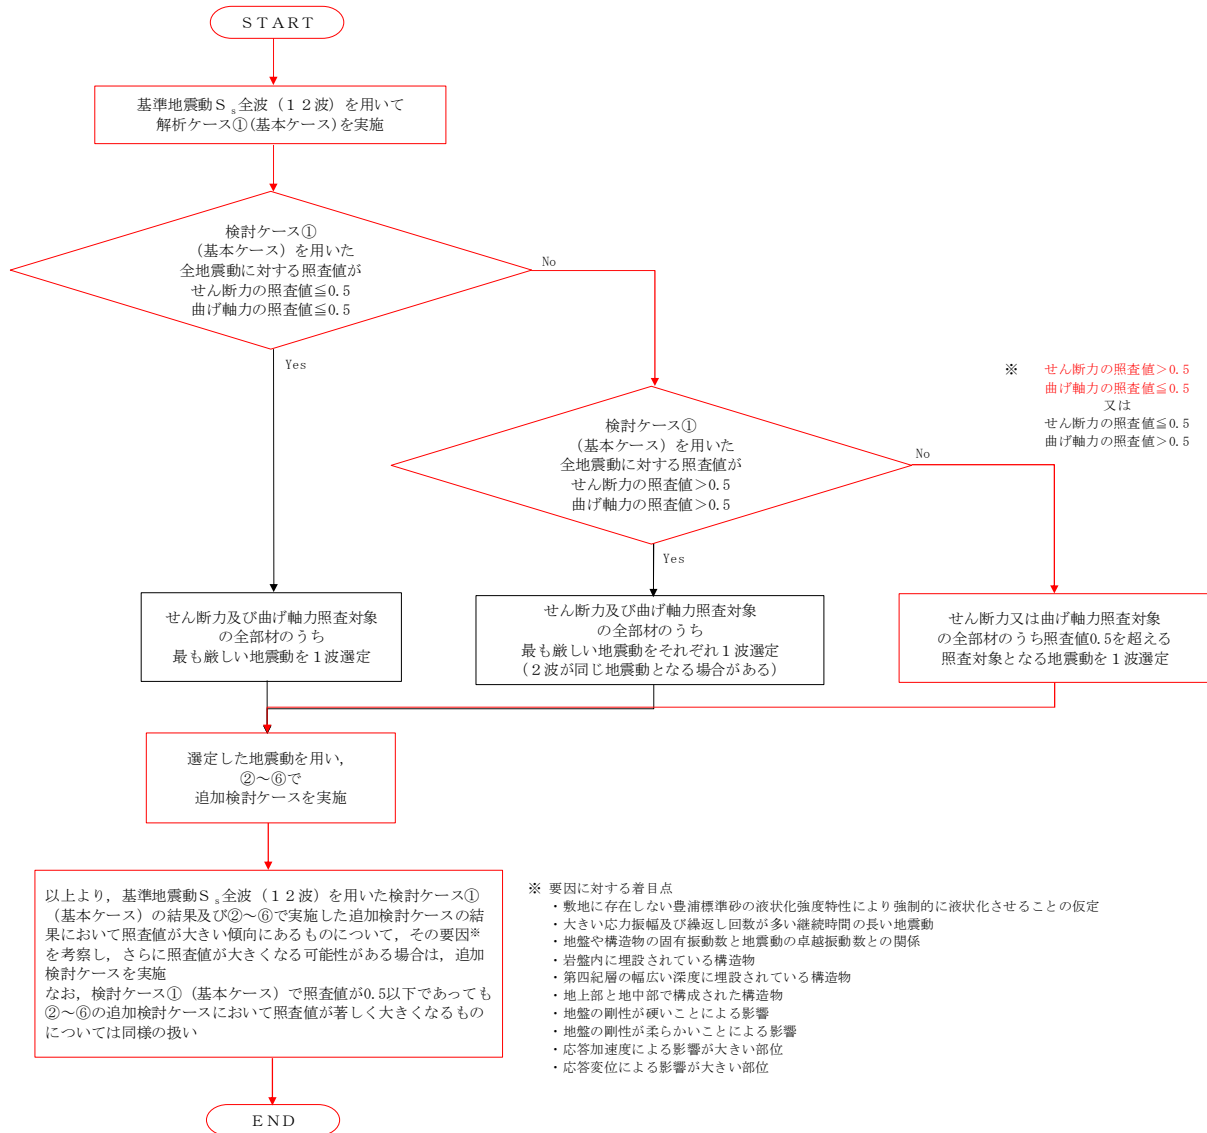 ＳＴＡＲＴ
基準地震動Ｓs全波（１２波）を用いて
解析ケース①(基本ケース)を実施
検討ケース①
（基本ケース）を用いた
全地震動に対する照査値が
せん断力の照査値≦0.5
曲げ軸力の照査値≦0.5
No
Yes
※ せん断力の照査値＞0.5
曲げ軸力の照査値≦0.5
又は
せん断力の照査値≦0.5
曲げ軸力の照査値＞0.5
検討ケース①
（基本ケース）を用いた
全地震動に対する照査値が
せん断力の照査値＞0.5
曲げ軸力の照査値＞0.5
No
Yes
せん断力及び曲げ軸力照査対象
の全部材のうち
最も厳しい地震動を１波選定
せん断力及び曲げ軸力照査対象
の全部材のうち
最も厳しい地震動をそれぞれ１波選定
（２波が同じ地震動となる場合がある）
せん断力又は曲げ軸力照査対象
の全部材のうち照査値0.5を超える
照査対象となる地震動を１波選定
選定した地震動を用い，
②～⑥で
追加検討ケースを実施
以上より，基準地震動Ｓs全波（１２波）を用いた検討ケース①
（基本ケース）の結果及び②～⑥で実施した追加検討ケースの結
果において照査値が大きい傾向にあるものについて，その要因※
を考察し，さらに照査値が大きくなる可能性がある場合は，追加
検討ケースを実施
なお，検討ケース①（基本ケース）で照査値が0.5以下であっても
②～⑥の追加検討ケースにおいて照査値が著しく大きくなるもの
については同様の扱い
※ 要因に対する着目点
・敷地に存在しない豊浦標準砂の液状化強度特性により強制的に液状化させることの仮定
・大きい応力振幅及び繰返し回数が多い継続時間の長い地震動
・地盤や構造物の固有振動数と地震動の卓越振動数との関係
・岩盤内に埋設されている構造物
・第四紀層の幅広い深度に埋設されている構造物
・地上部と地中部で構成された構造物
・地盤の剛性が硬いことによる影響
・地盤の剛性が柔らかいことによる影響
・応答加速度による影響が大きい部位
・応答変位による影響が大きい部位
ＥＮＤ